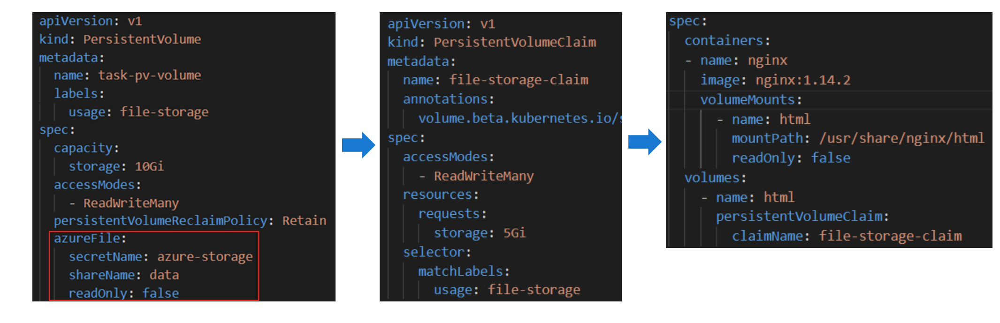 apiVersion: v1
kind: PersistentVolume
metadata:
  name: task-pv-volume
  labels:
    usage: file-storage
spec:
  capacity:
    storage: 10Gi
  accessModes:
    - ReadWriteMany
  persistentVolumeReclaimPolicy: Retain
  azureFile:
    secretName: azure-storage
    shareName: data
    readOnly: false
apiVersion: v1
kind: PersistentVolumeClaim
metadata:
  name: file-storage-claim
  annotations:
    volume.beta.kubernetes.io/
spec:
  accessModes:
    - ReadWriteMany
  resources:
    requests:
      storage: 5Gi
  selector:
    matchLabels:
      usage: file-storage
spec:
  containers:
  - name: nginx
    image: nginx:1.14.2
    volumeMounts:
      - name: html
        mountPath: /usr/share/nginx/html
        readOnly: false
  volumes:
    - name: html
      persistentVolumeClaim:
        claimName: file-storage-claim